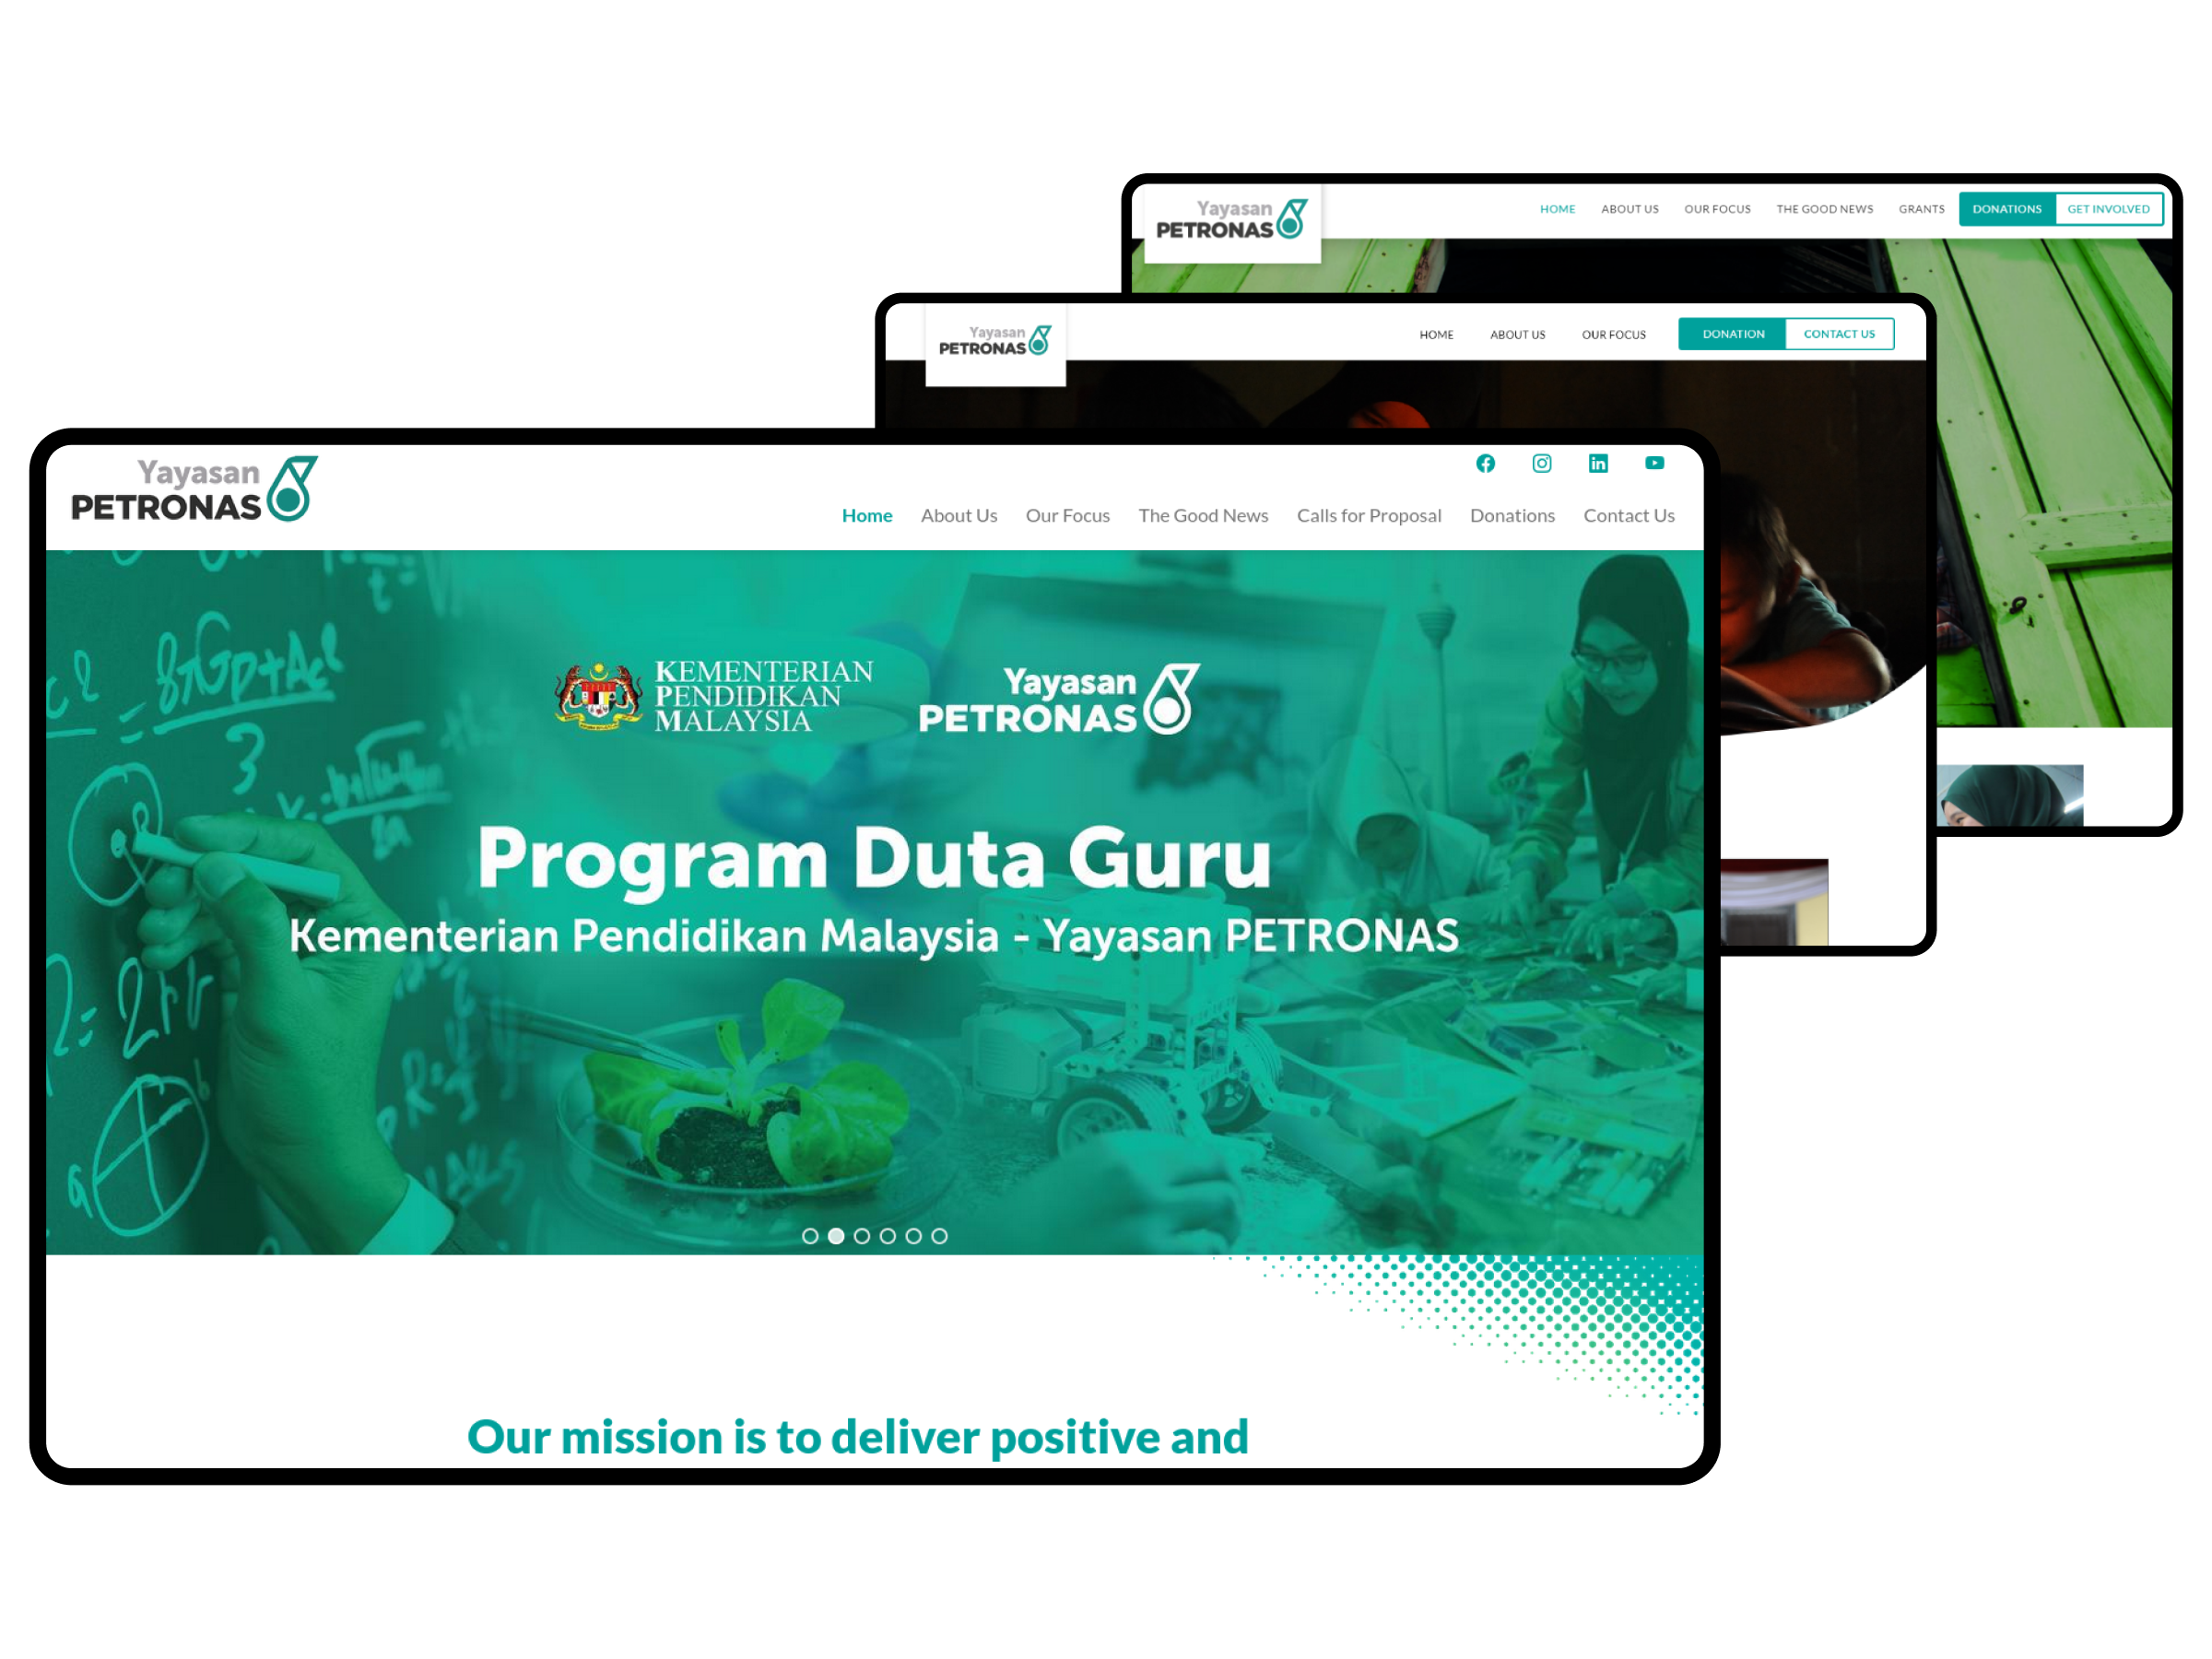 Yayasan
PETRONAS
HOME ABOUT US OUR FOCUS THE GOOD NEWS GRANTS DONATIONS GET INVOLVED
Yayasan
PETRONAS
HOME ABOUT US OUR FOCUS DONATION CONTACT US
Yayasan
PETRONAS
Home About Us Our Focus The Good News Calls for Proposal Donations Contact Us
KEMENTERIAN
PENDIDIKAN
MALAYSIA
Yayasan
PETRONAS
Program Duta Guru
Kementerian Pendidikan Malaysia - Yayasan PETRONAS
Our mission is to deliver positive and